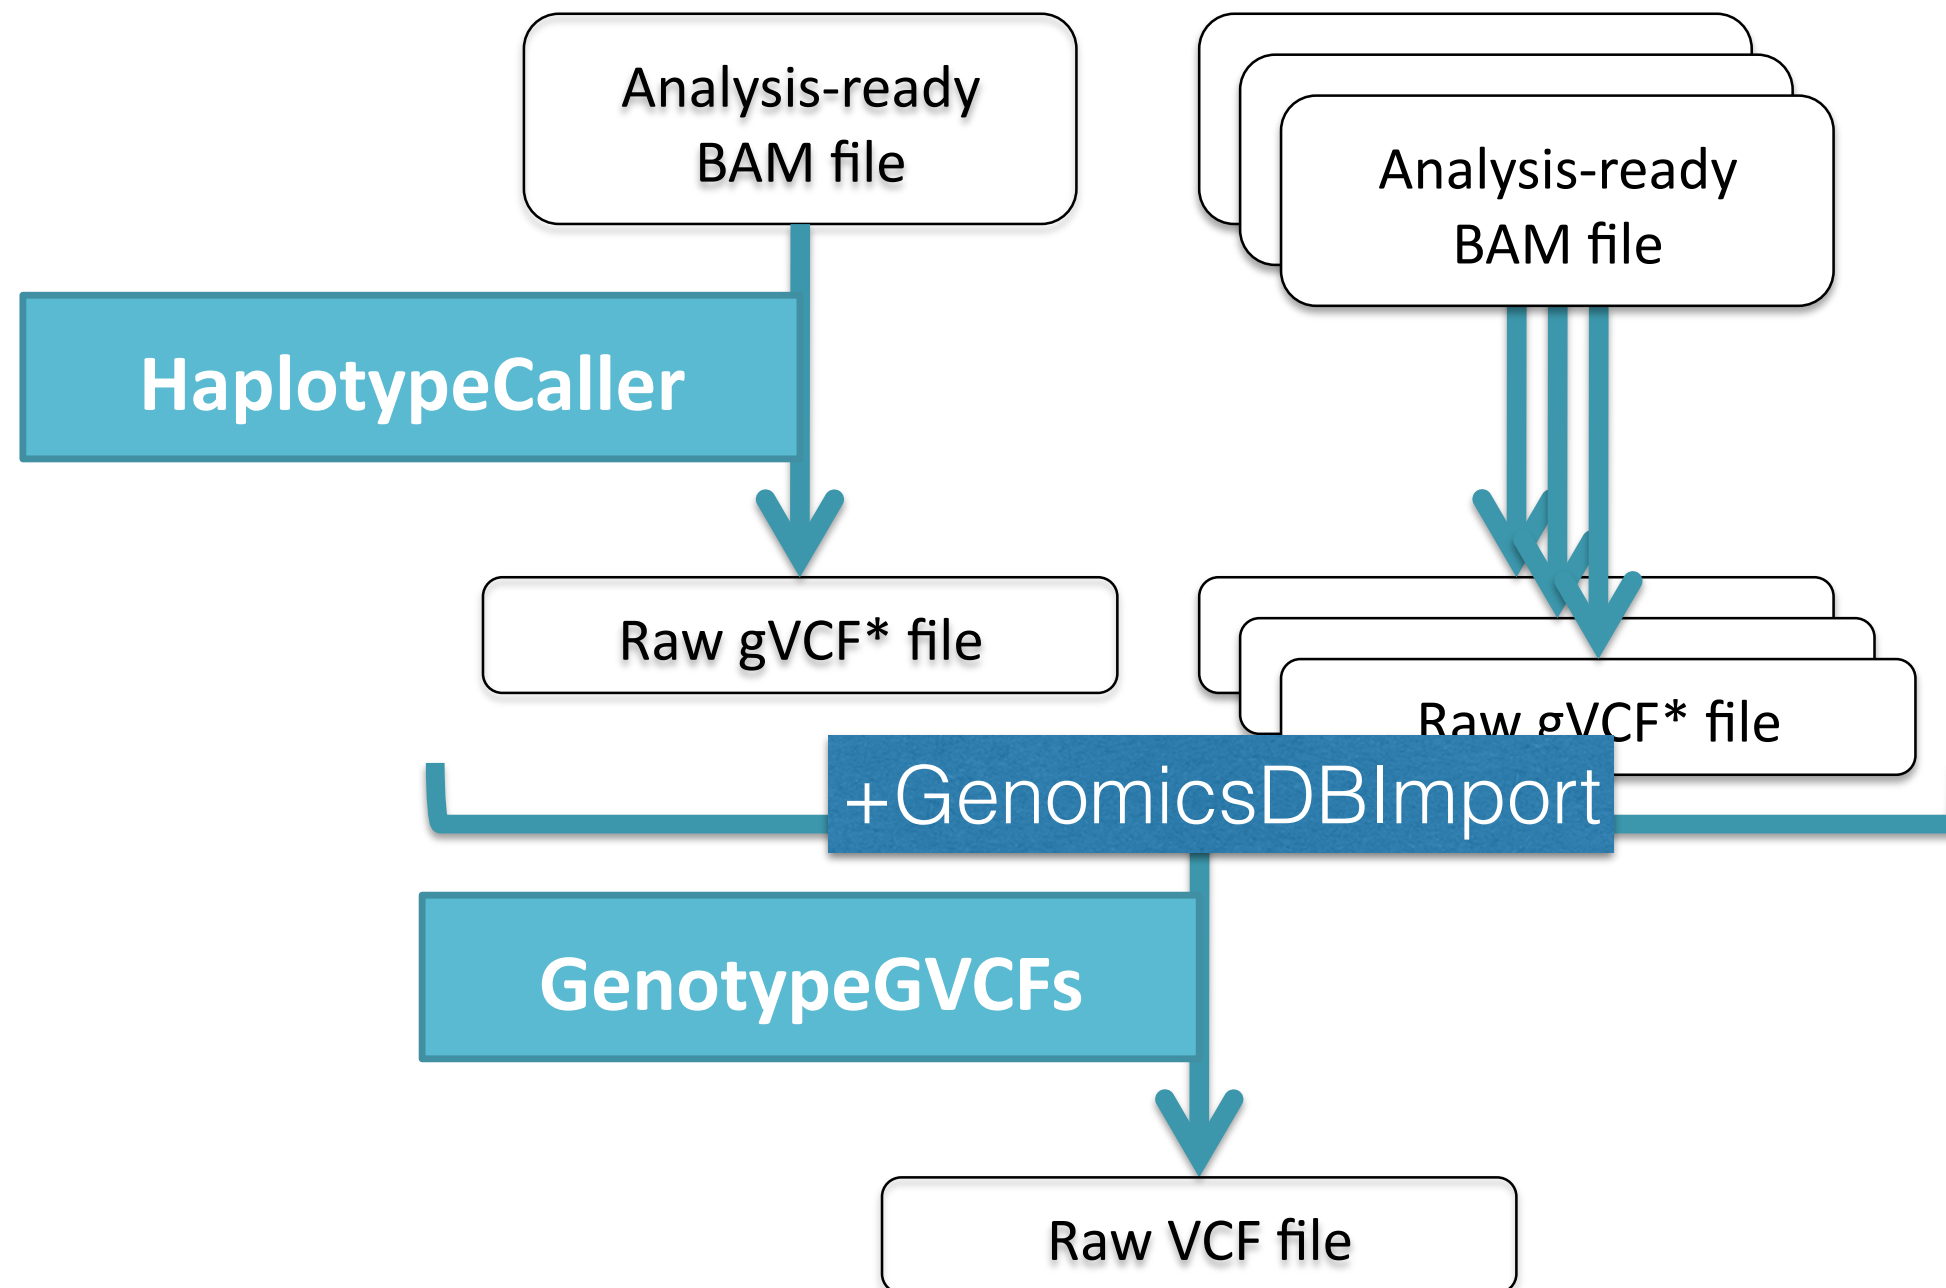 Analysis-ready
BAM file
Analysis-ready
BAM file
HaplotypeCaller
Raw gVCF* file
Raw gVCF* file
+GenomicsDBImport
GenotypeGVCFs
Raw VCF file